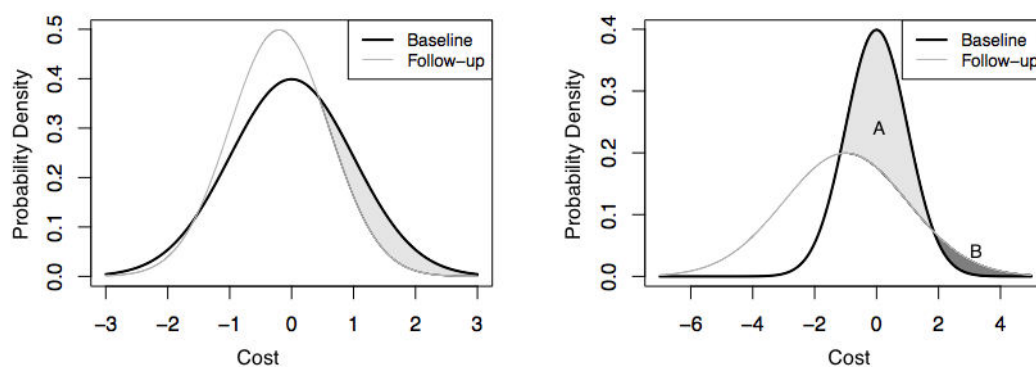 Probability Density
0.0 0.1 0.2 0.3 0.4 0.5
Baseline
Follow−up
−3 −2 −1 0 1 2 3
Cost
Probability Density
0.0 0.1 0.2 0.3 0.4
Baseline
Follow−up
A
B
−6 −4 −2 0 2 4
Cost